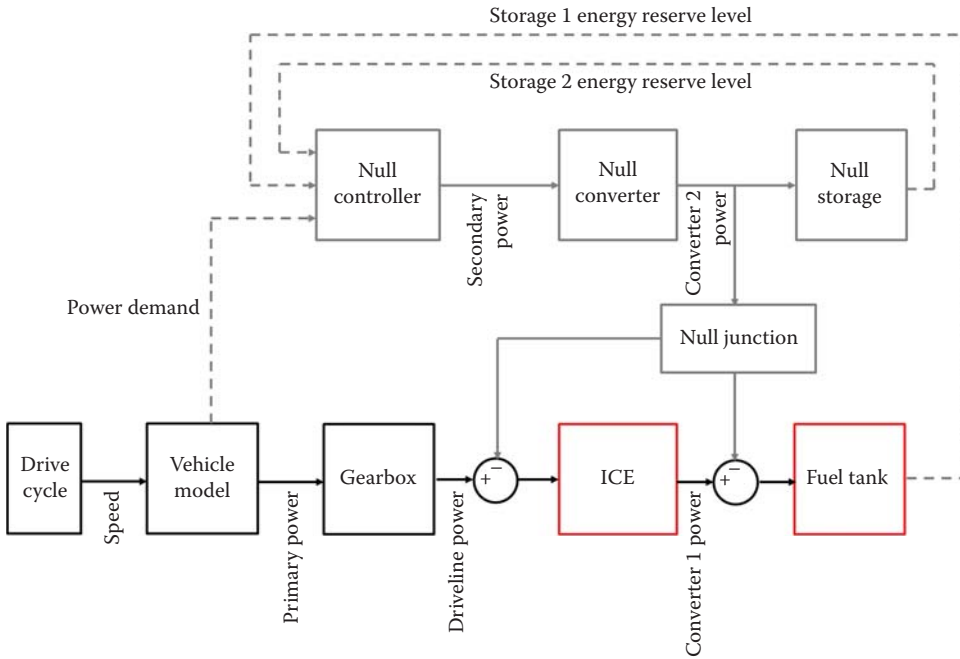 Storage 1 energy reserve level
Storage 2 energy reserve level
Null
controller
Null
converter
Null
storage
Secondary
power
Converter 2
power
Power demand
Null junction
Drive
cycle
Vehicle
model
Gearbox
ICE
Fuel tank
+
−
+
−
Speed
Primary power
Driveline power
Converter 1 power